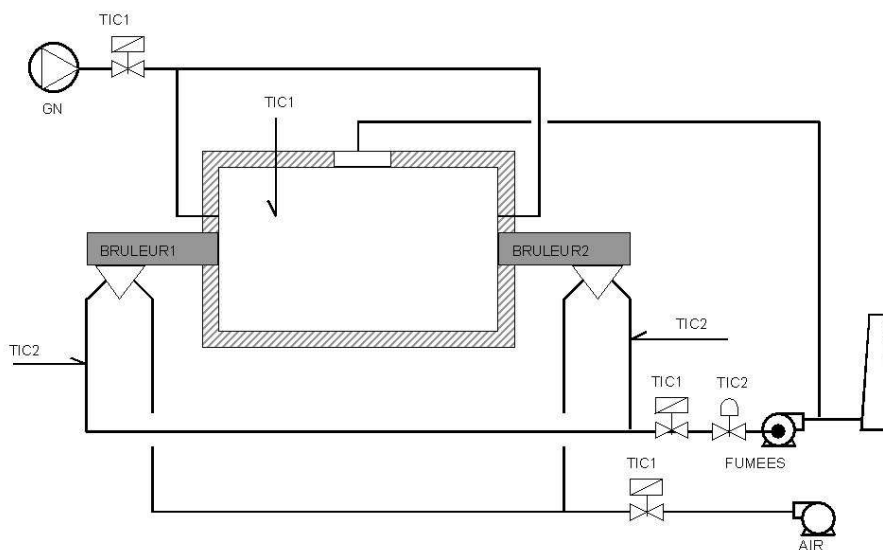 TIC1
GN
TIC1
BRULEUR1
BRULEUR2
TIC2
TIC2
TIC1
TIC2
FUMEES
TIC1
AIR